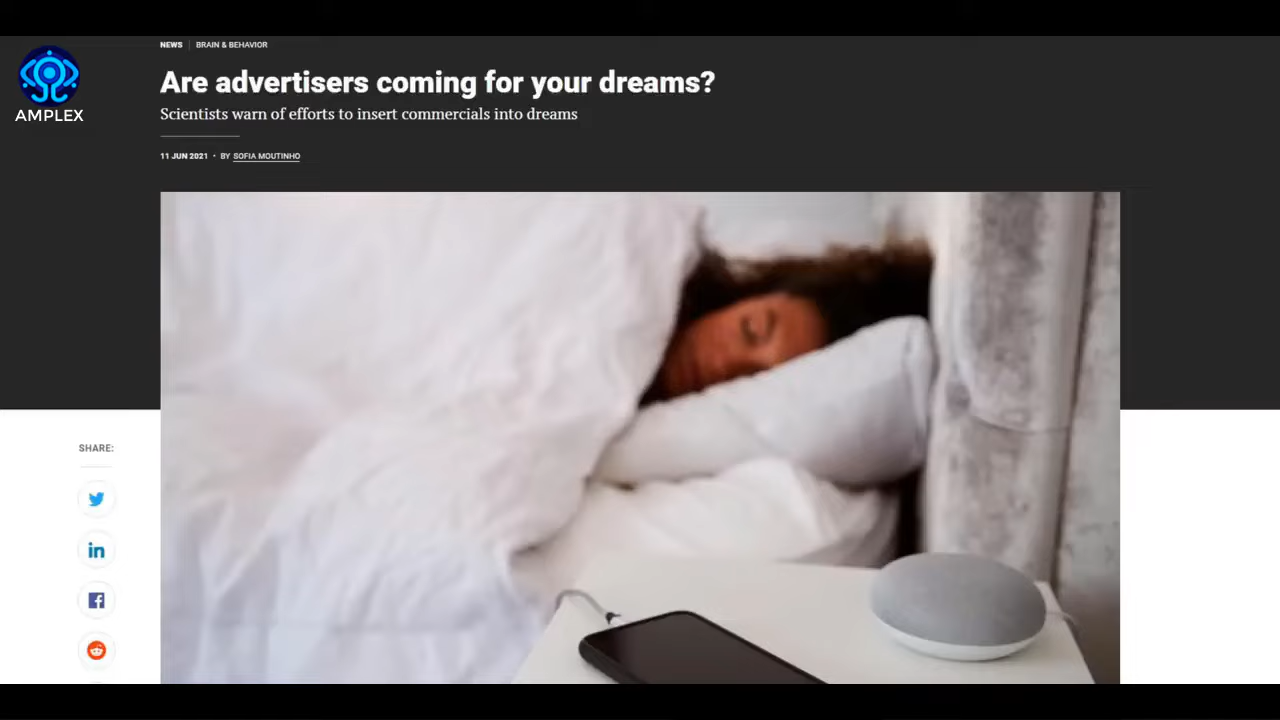 NEWS | BRAIN & BEHAVIOR
AMPLEX
Are advertisers coming for your dreams?
Scientists warn of efforts to insert commercials into dreams
11 JUN 2021 • BY SOFIA MOUTINHO
SHARE:
in